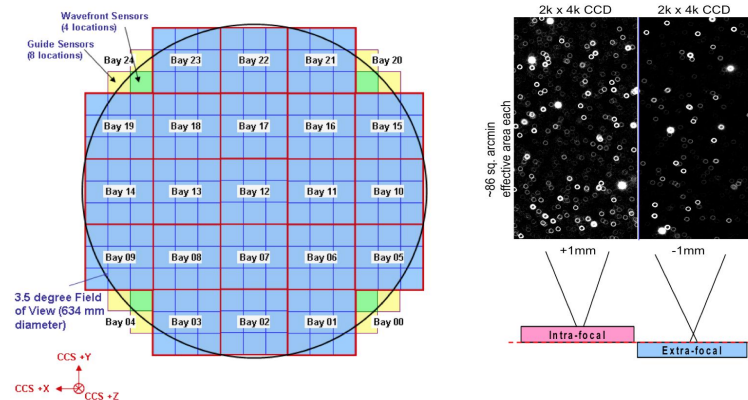 Wavefront Sensors
(4 locations)
Guide Sensors
(8 locations)
Bay 24
Bay 23
Bay 22
Bay 21
Bay 20
Bay 19
Bay 18
Bay 17
Bay 16
Bay 15
Bay 14
Bay 13
Bay 12
Bay 11
Bay 10
Bay 09
Bay 08
Bay 07
Bay 06
Bay 05
Bay 04
Bay 03
Bay 02
Bay 01
Bay 00
3.5 degree Field
of View (634 mm
diameter)
CCS +Y
CCS +X
CCS +Z
2k x 4k CCD
2k x 4k CCD
~86 sq. arcmin
effective area each
+1mm
-1mm
Intra-focal
Extra-focal